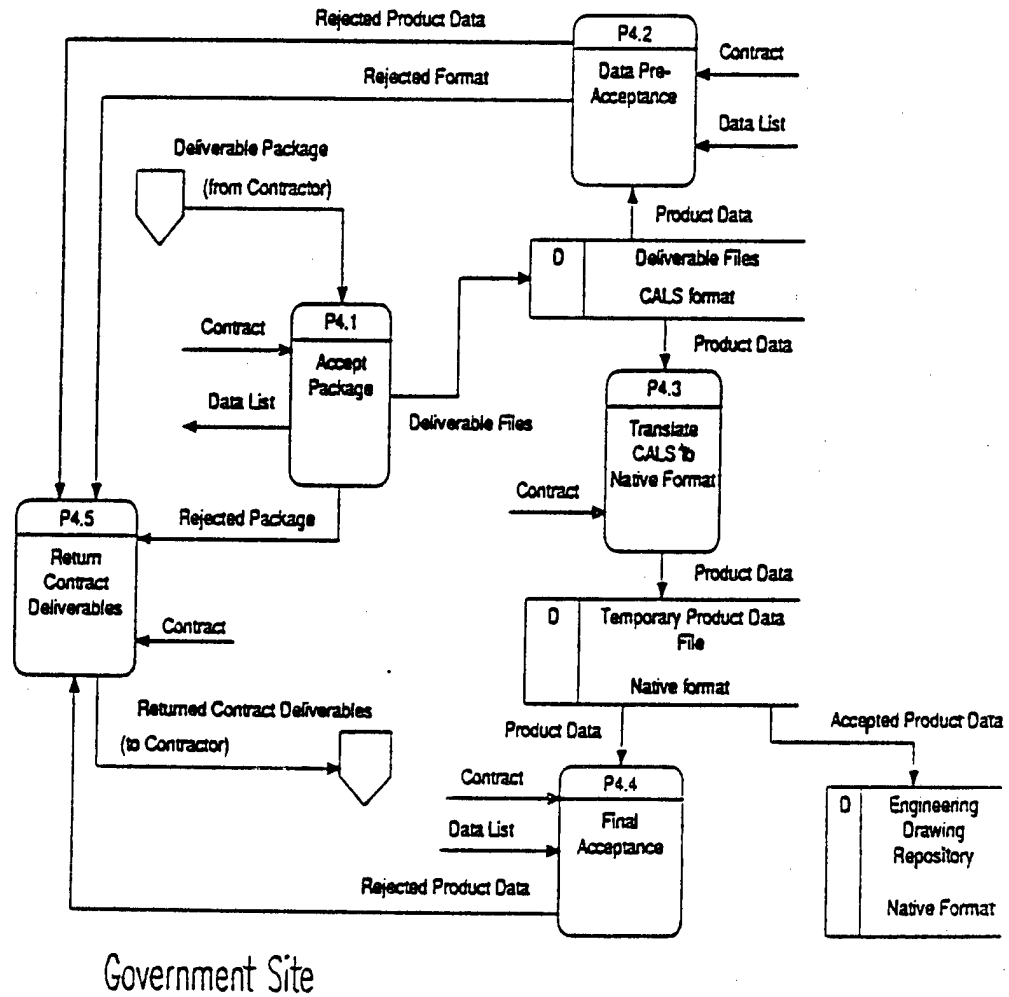 Rejected Product Data
P4.2
Data Pre-
Acceptance
Contract
Data List
Rejected Format
Deliverable Package
(from Contractor)
Product Data
D
Deliverable Files
CALS format
P4.1
Accept
Package
Contract
Data List
Deliverable Files
Product Data
P4.3
Translate
CALS to
Native Format
Contract
Rejected Package
P4.5
Return
Contract
Deliverables
Contract
Product Data
D
Temporary Product Data
File
Native format
Returned Contract Deliverables
(to Contractor)
Product Data
Accepted Product Data
Contract
Data List
P4.4
Final
Acceptance
D
Engineering
Drawing
Repository
Native Format
Rejected Product Data
Government Site